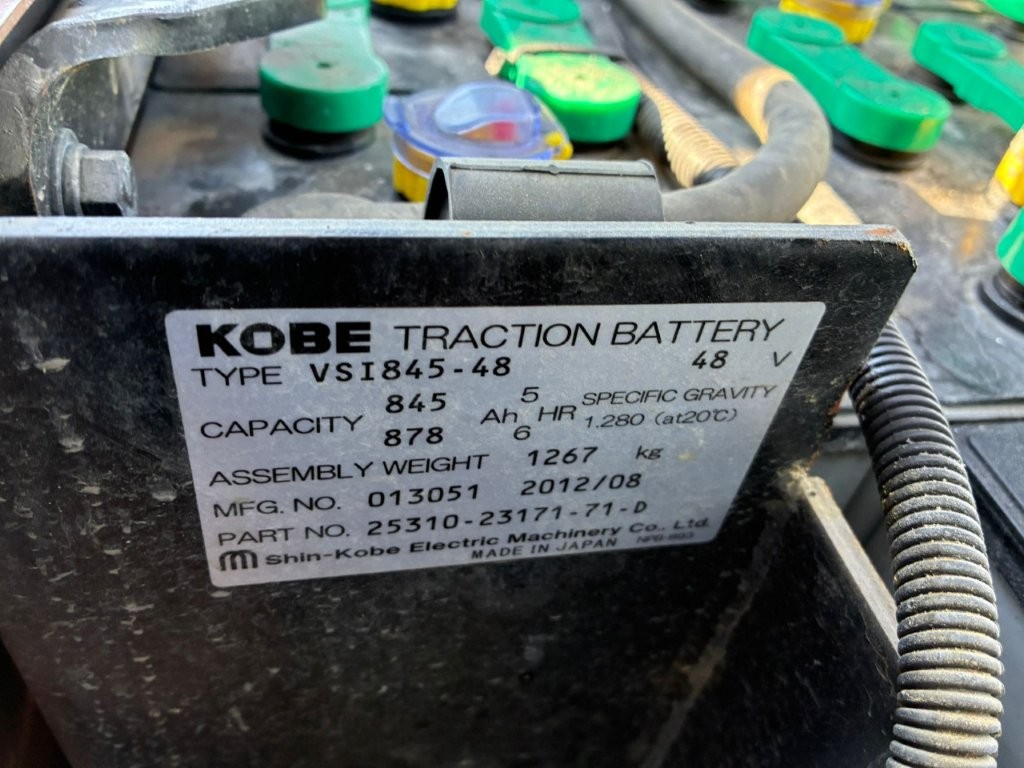 KOBE TRACTION BATTERY
TYPE VSI845-48 48 V
CAPACITY 845 Ah 5 HR SPECIFIC GRAVITY
878 6 1.280 (at20℃)
ASSEMBLY WEIGHT 1267 kg
MFG. NO. 013051 2012/08
PART NO. 25310-23171-71-D
Shin-Kobe Electric Machinery Co., Ltd.
MADE IN JAPAN NPB-893